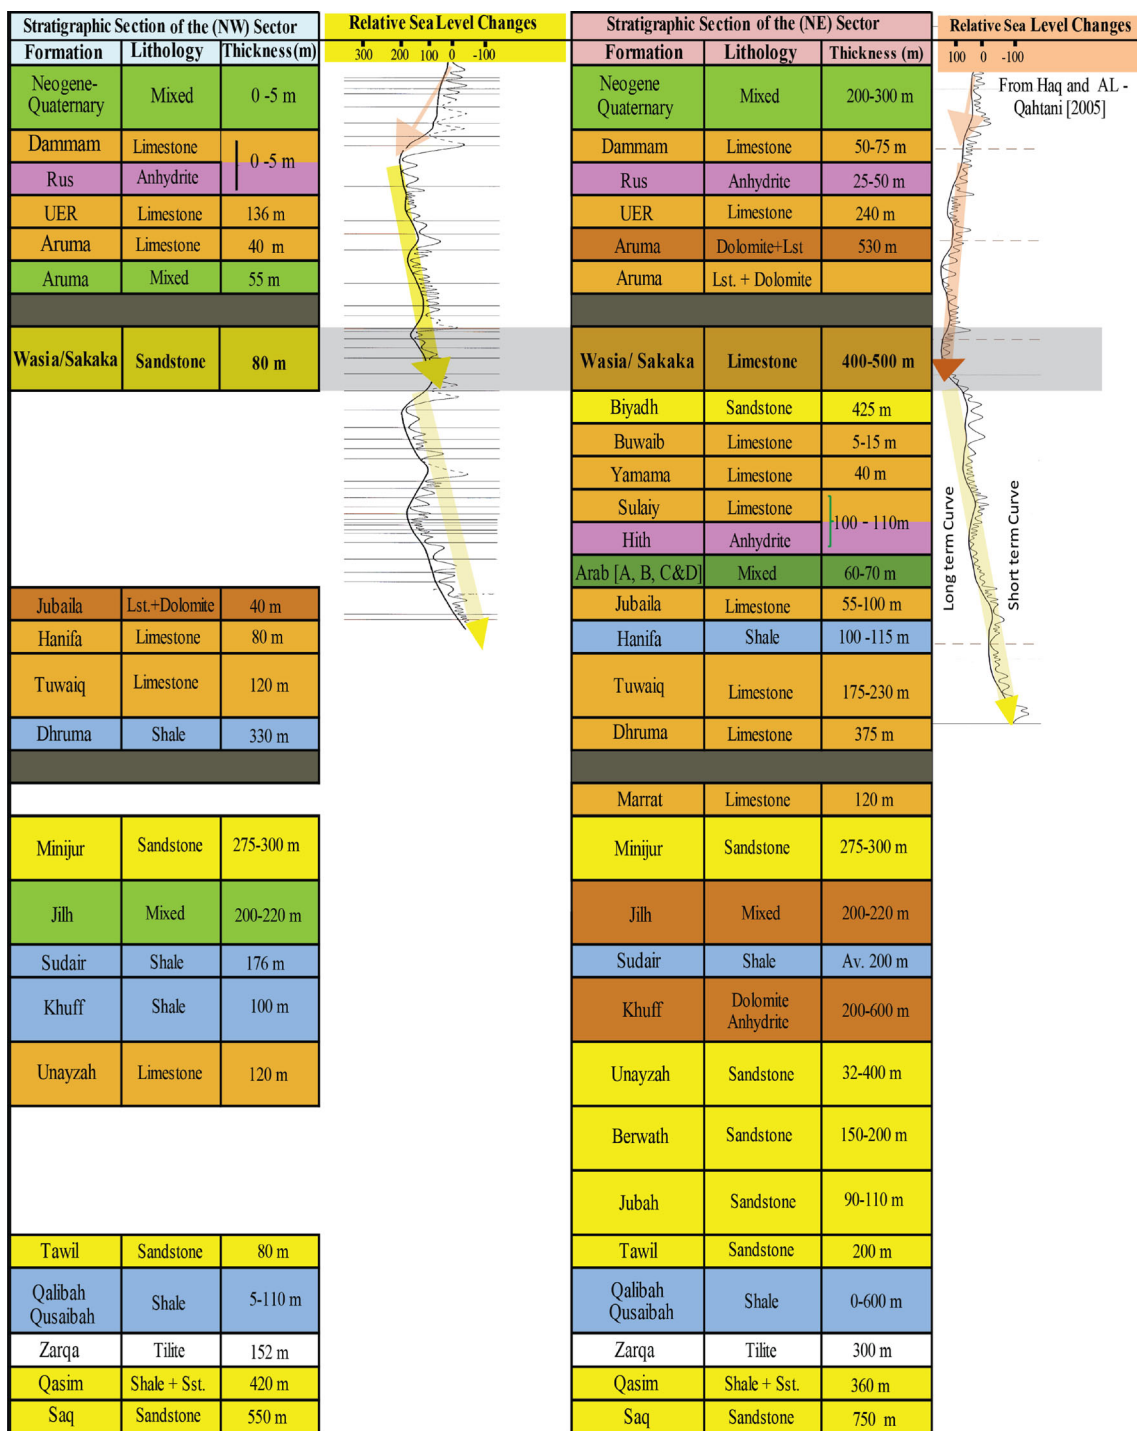 Stratigraphic Section of the (NW) Sector
Formation Lithology Thickness(m)
Neogene-
Quaternary Mixed 0 -5 m
Dammam Limestone
0 -5 m
Rus Anhydrite
UER Limestone 136 m
Aruma Limestone 40 m
Aruma Mixed 55 m
Wasia/Sakaka Sandstone 80 m
Jubaila Lst.+Dolomite 40 m
Hanifa Limestone 80 m
Tuwaiq Limestone 120 m
Dhruma Shale 330 m
Minijur Sandstone 275-300 m
Jilh Mixed 200-220 m
Sudair Shale 176 m
Khuff Shale 100 m
Unayzah Limestone 120 m
Tawil Sandstone 80 m
Qalibah
Qusaibah Shale 5-110 m
Zarqa Tilite 152 m
Qasim Shale + Sst. 420 m
Saq Sandstone 550 m
Relative Sea Level Changes
300 200 100 0 -100
Stratigraphic Section of the (NE) Sector
Formation Lithology Thickness (m)
Neogene
Quaternary Mixed 200-300 m
Dammam Limestone 50-75 m
Rus Anhydrite 25-50 m
UER Limestone 240 m
Aruma Dolomite+Lst 530 m
Aruma Lst. + Dolomite
Wasia/ Sakaka Limestone 400-500 m
Biyadh Sandstone 425 m
Buwaib Limestone 5-15 m
Yamama Limestone 40 m
Sulaiy Limestone
100 - 110m
Hith Anhydrite
Arab [A, B, C&D] Mixed 60-70 m
Jubaila Limestone 55-100 m
Hanifa Shale 100 -115 m
Tuwaiq Limestone 175-230 m
Dhruma Limestone 375 m
Marrat Limestone 120 m
Minijur Sandstone 275-300 m
Jilh Mixed 200-220 m
Sudair Shale Av. 200 m
Khuff Dolomite
Anhydrite 200-600 m
Unayzah Sandstone 32-400 m
Berwath Sandstone 150-200 m
Jubah Sandstone 90-110 m
Tawil Sandstone 200 m
Qalibah
Qusaibah Shale 0-600 m
Zarqa Tilite 300 m
Qasim Shale + Sst. 360 m
Saq Sandstone 750 m
Relative Sea Level Changes
100 0 -100
From Haq and AL -
Qahtani [2005]
Long term Curve
Short term Curve